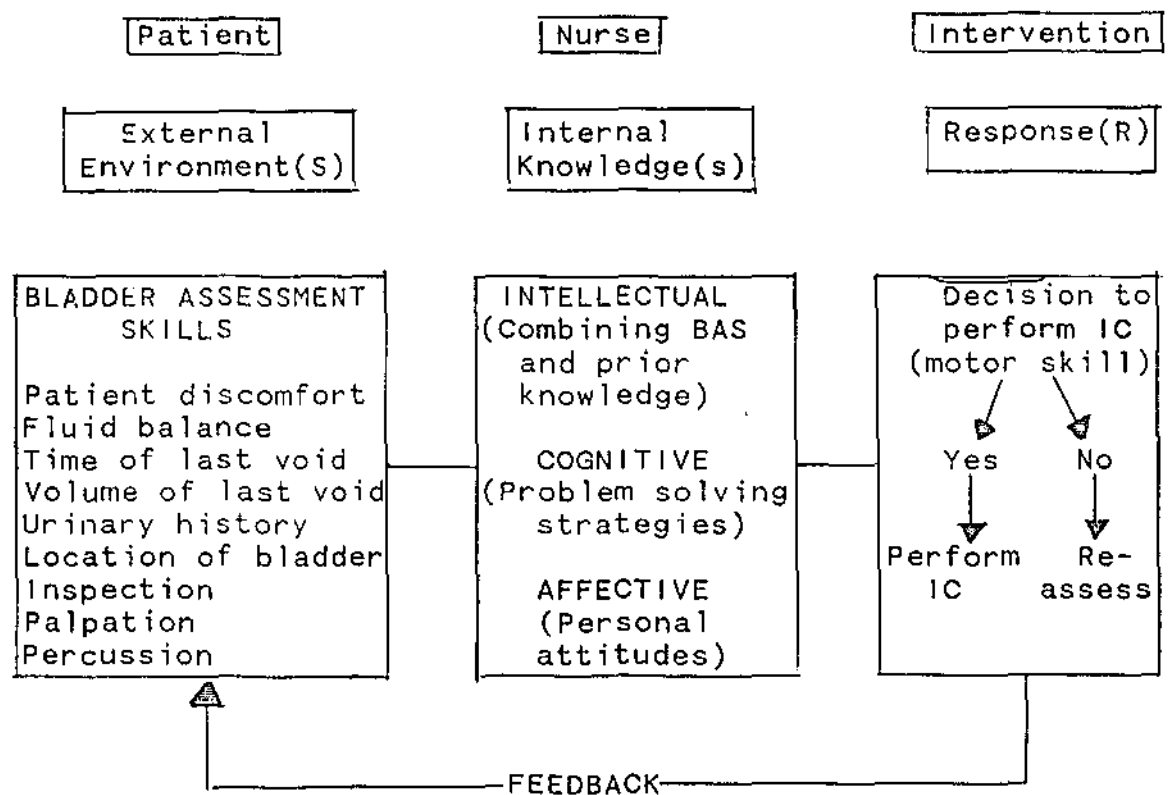 Patient
Nurse
Intervention
External
Environment(S)
Internal
Knowledge(s)
Response(R)
BLADDER ASSESSMENT
SKILLS
Patient discomfort
Fluid balance
Time of last void
Volume of last void
Urinary history
Location of bladder
Inspection
Palpation
Percussion
INTELLECTUAL
(Combining BAS
and prior
knowledge)
COGNITIVE
(Problem solving
strategies)
AFFECTIVE
(Personal
attitudes)
Decision to
perform IC
(motor skill)
Yes No
Perform Re-
IC assess
FEEDBACK